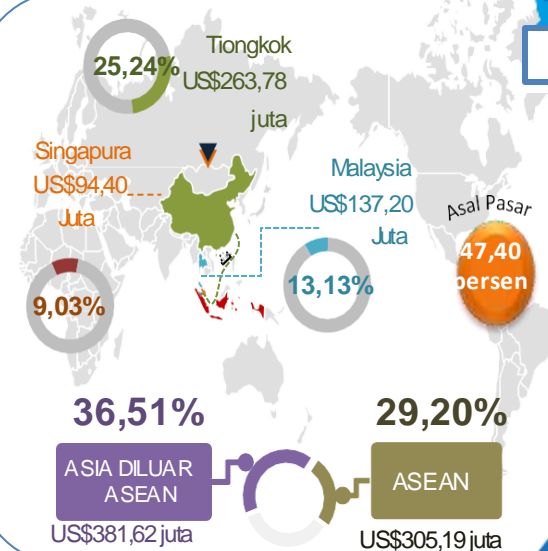 Tiongkok
25,24%
US$263,78
juta
Singapura
US$94,40
Juta
Malaysia
US$137,20
Juta
Asal Pasar
47,40
persen
9,03%
13,13%
36,51%
29,20%
ASIA DILUAR
ASEAN
ASEAN
US$381,62 juta
US$305,19 juta